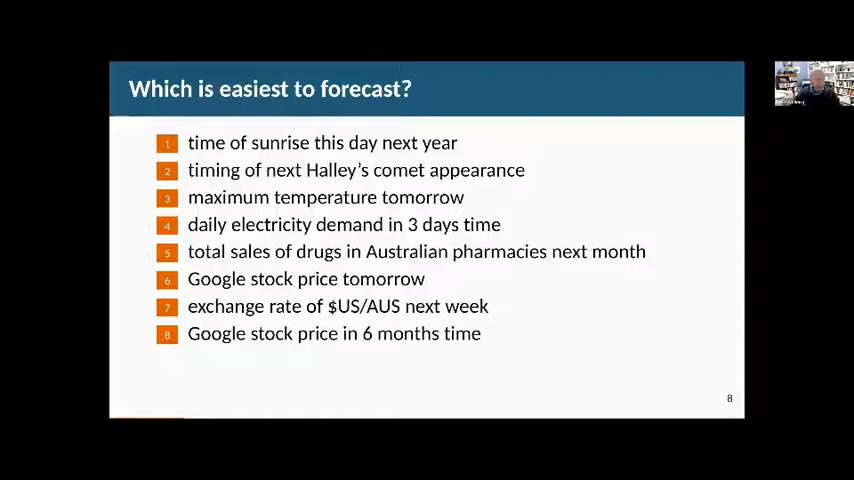 Which is easiest to forecast?
1 time of sunrise this day next year
2 timing of next Halley’s comet appearance
3 maximum temperature tomorrow
4 daily electricity demand in 3 days time
5 total sales of drugs in Australian pharmacies next month
6 Google stock price tomorrow
7 exchange rate of $US/AUS next week
8 Google stock price in 6 months time
8